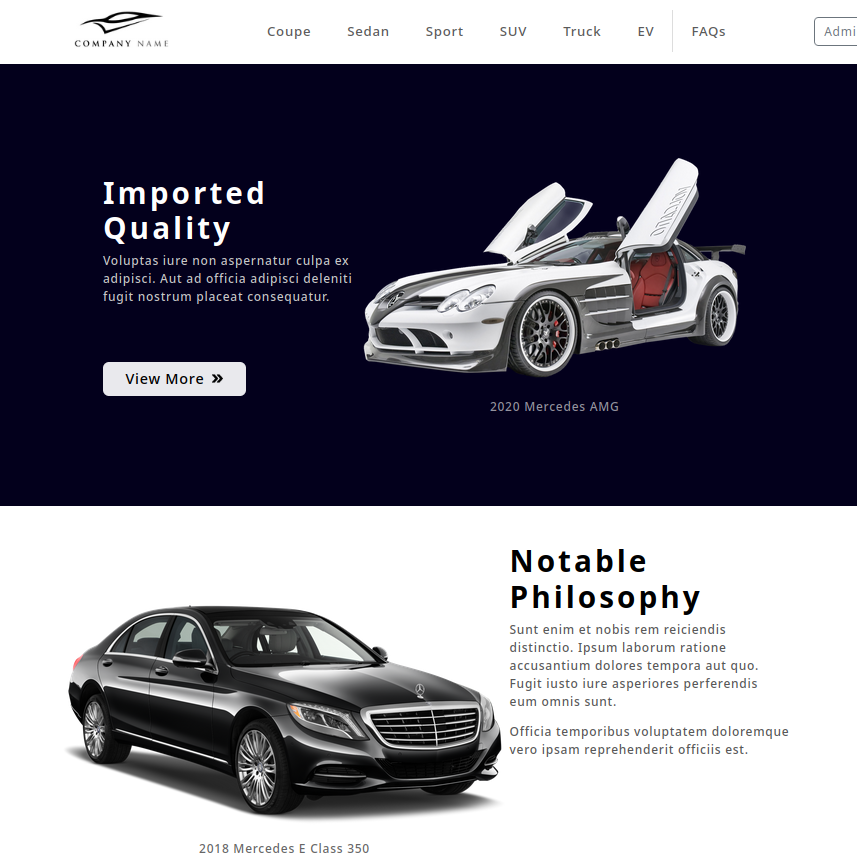 COMPANY NAME
Coupe Sedan Sport SUV Truck EV FAQs
Imported
Quality
Voluptas iure non aspernatur culpa ex
adipisci. Aut ad officia adipisci deleniti
fugit nostrum placeat consequatur.
View More »
2020 Mercedes AMG
Notable
Philosophy
Sunt enim et nobis rem reiciendis
distinctio. Ipsum laborum ratione
accusantium dolores tempora aut quo.
Fugit iusto iure asperiores perferendis
eum omnis sunt.
Officia temporibus voluptatem doloremque
vero ipsam reprehenderit officiis est.
2018 Mercedes E Class 350